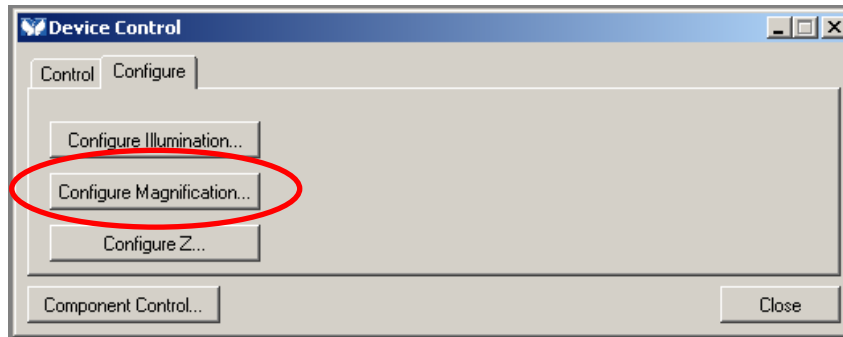 Device Control
Control Configure
Configure Illumination...
Configure Magnification...
Configure Z...
Component Control... Close